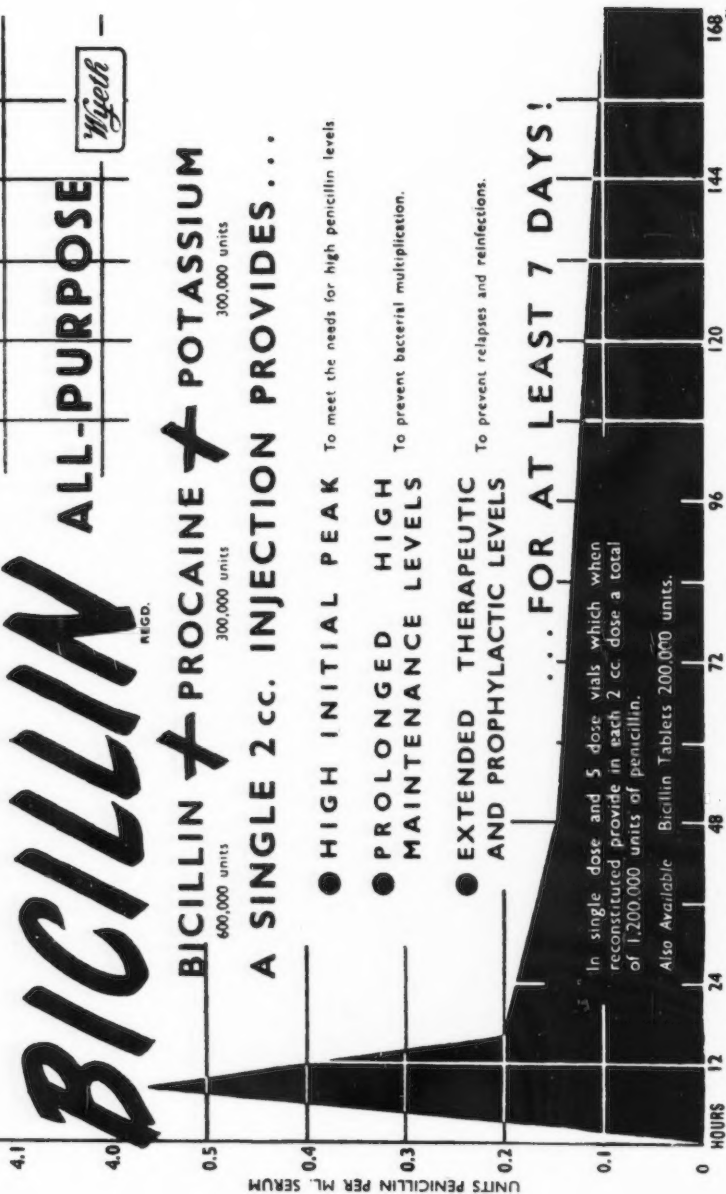 BICILLIN
REGD.
ALL-PURPOSE
Wyeth
BICILLIN + PROCAINE + POTASSIUM
600,000 units 300,000 units 300,000 units
A SINGLE 2 cc. INJECTION PROVIDES...
● HIGH INITIAL PEAK To meet the needs for high penicillin levels
● PROLONGED HIGH
MAINTENANCE LEVELS To prevent bacterial multiplication.
● EXTENDED THERAPEUTIC
AND PROPHYLACTIC LEVELS To prevent relapses and reinfections.
...FOR AT LEAST 7 DAYS!
In single dose and 5 dose vials which when
reconstituted provide in each 2 cc. dose a total
of 1,200,000 units of penicillin.
Also Available Bicillin Tablets 200,000 units.
UNITS PENICILLIN PER ML. SERUM
4.1
4.0
0.5
0.4
0.3
0.2
0.1
0
HOURS 12 24 48 72 96 120 144 168